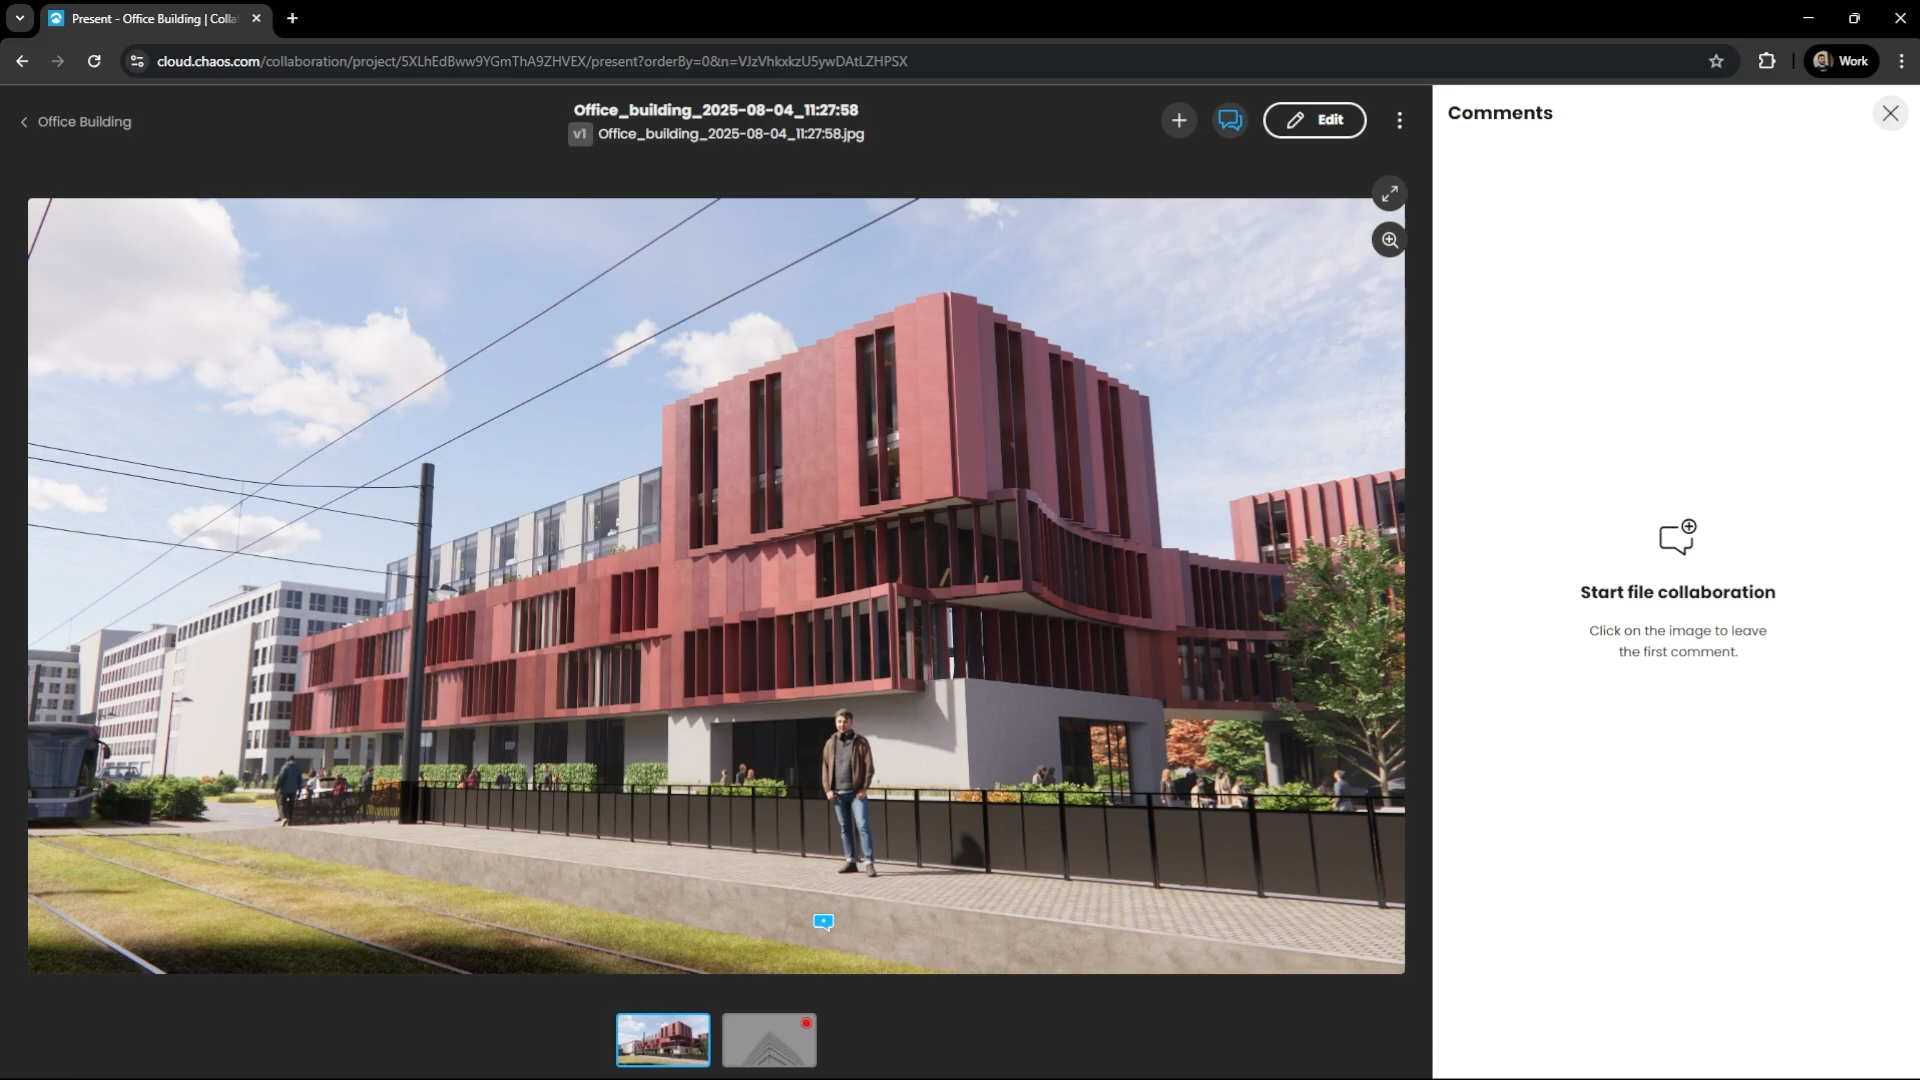 Present - Office Building | Colla
cloud.chaos.com/collaboration/project/5XLhEdBww9YGmThA9ZHVEX/present?orderBy=0&tn=VJzVhkxkzU5ywDAtLZHPSX
Work
Office Building
Office_building_2025-08-04_11:27:58
v1 Office_building_2025-08-04_11:27:58.jpg
Edit
Comments
Start file collaboration
Click on the image to leave
the first comment.